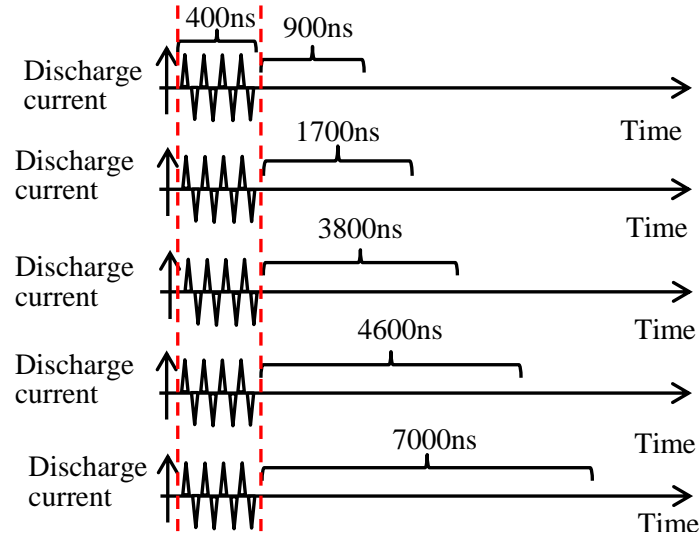 400ns
900ns
Discharge
current
Time
1700ns
Discharge
current
Time
3800ns
Discharge
current
Time
4600ns
Discharge
current
Time
7000ns
Discharge
current
Time